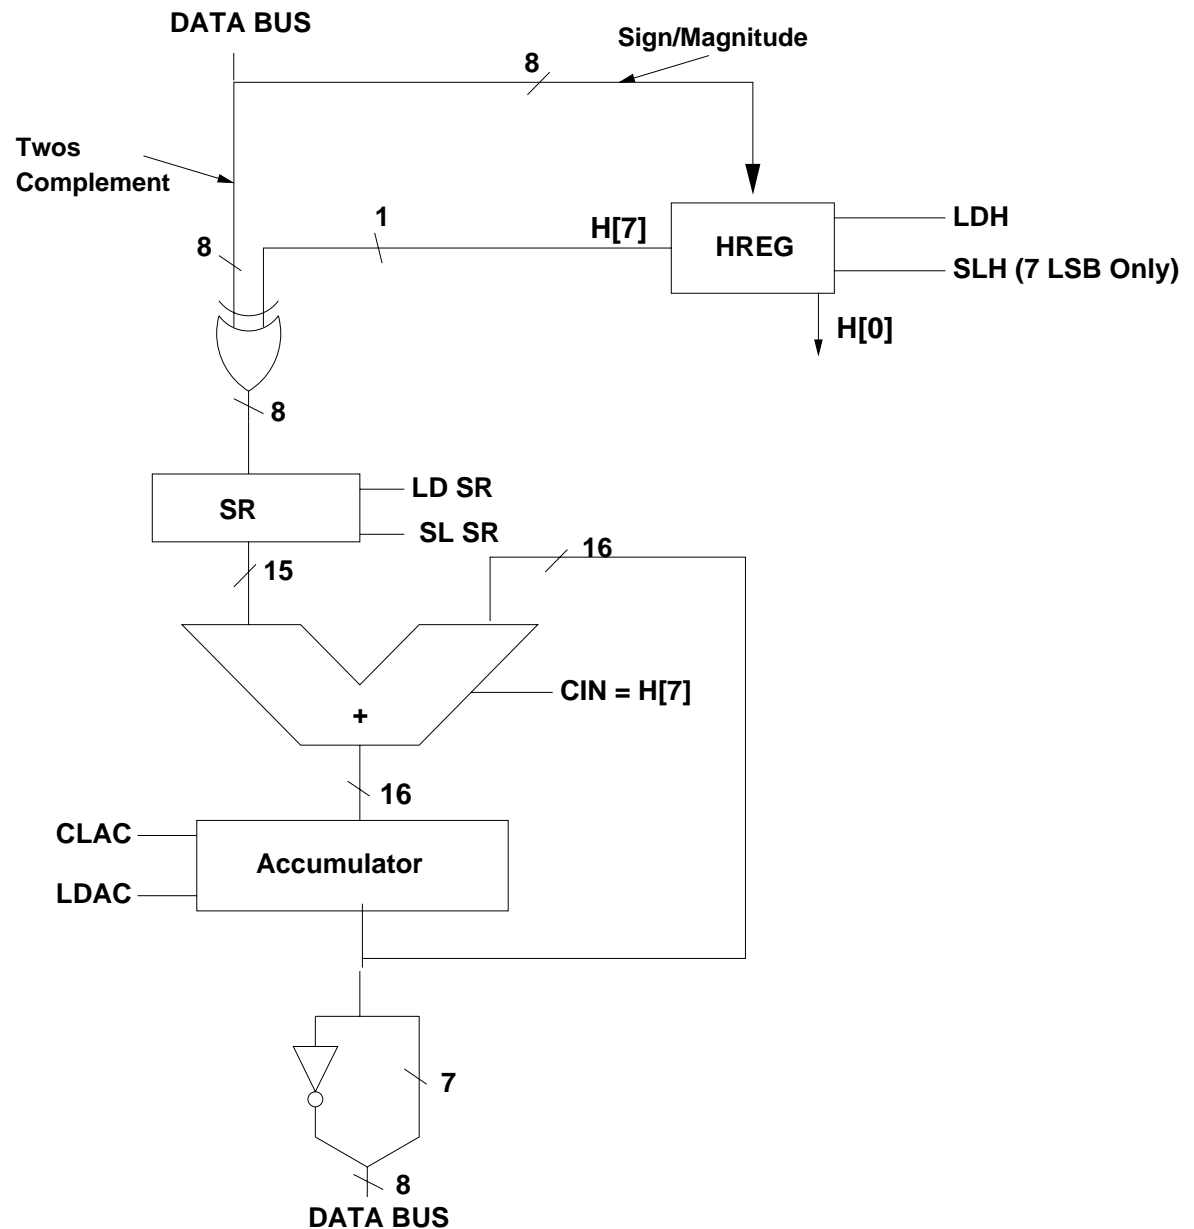 DATA BUS
Sign/Magnitude
8
Twos
Complement
1
H[7]
HREG
LDH
SLH (7 LSB Only)
8
H[0]
8
SR
LD SR
SL SR
15
16
+
CIN = H[7]
16
CLAC
Accumulator
LDAC
7
8
DATA BUS